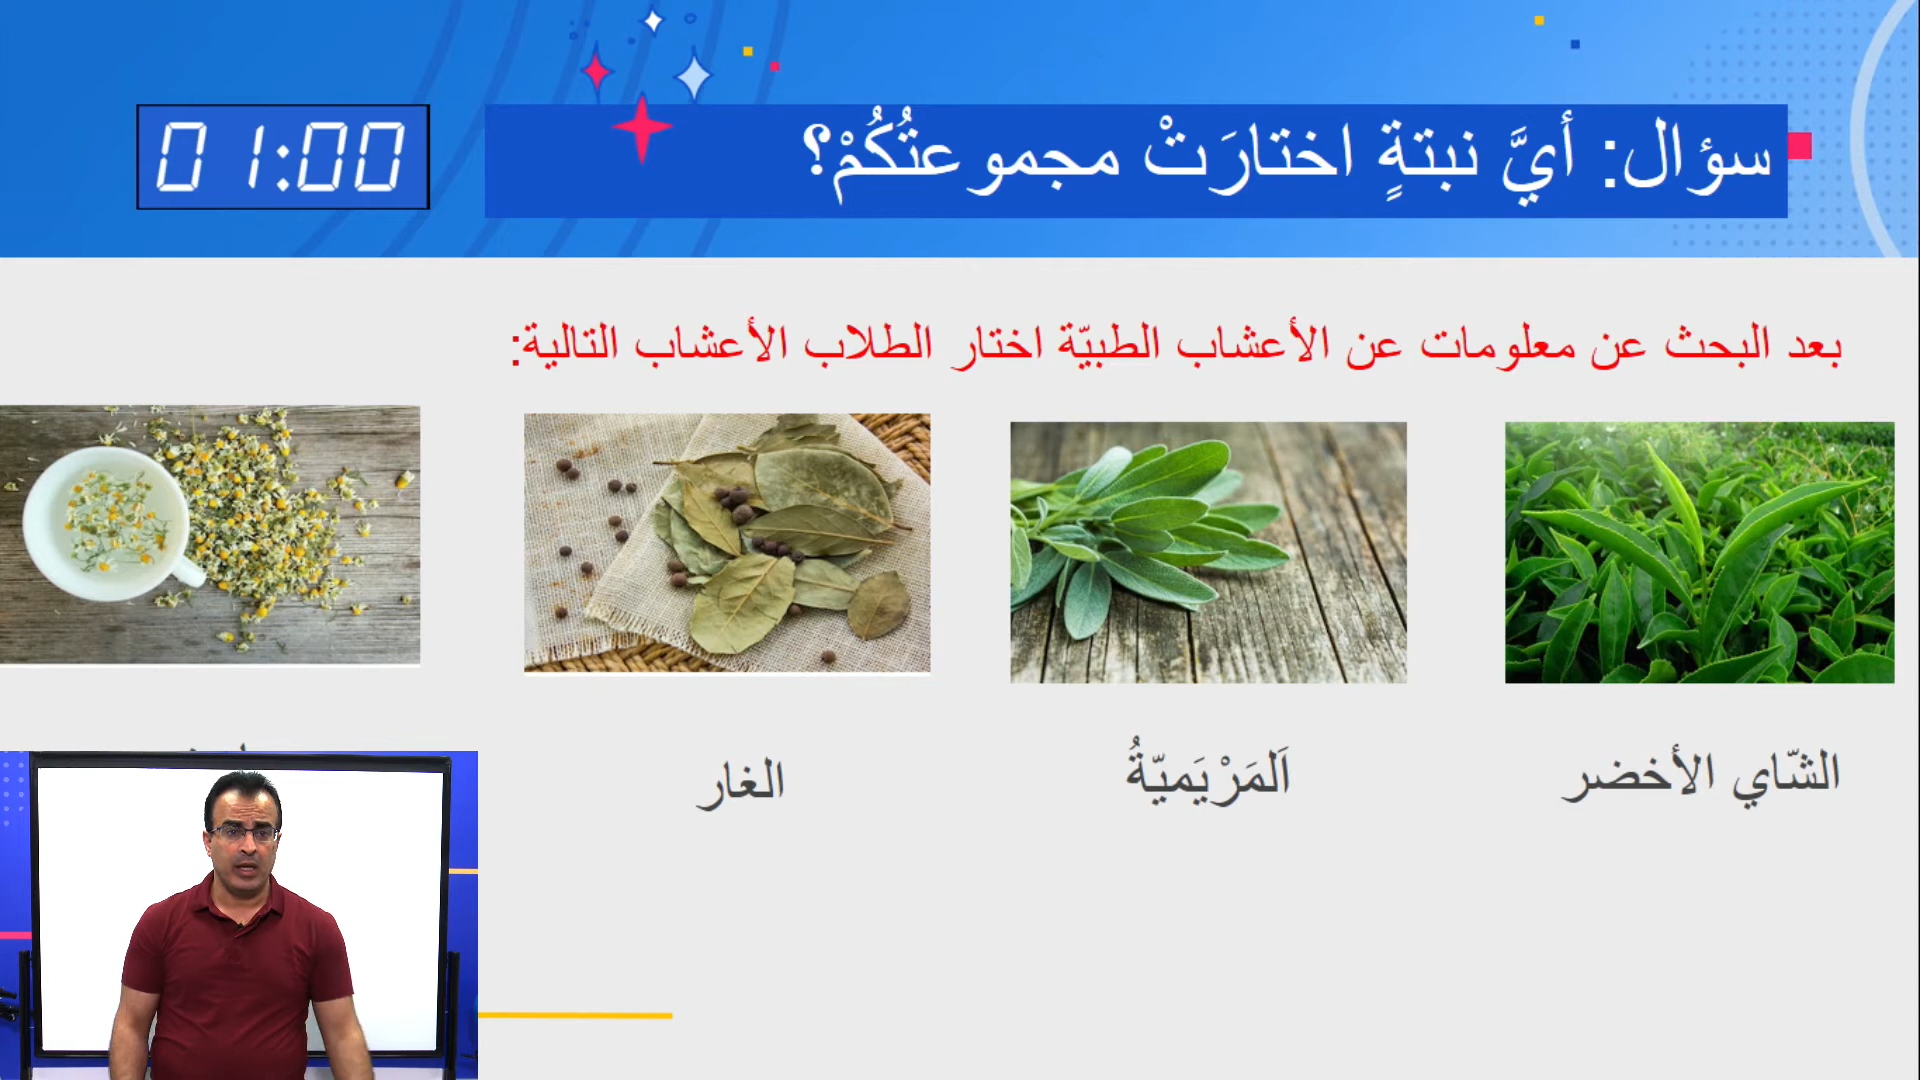 سؤال: أيَّ نبتةٍ اختارَتْ مجموعتُكُمْ؟
01:00
بعد البحث عن معلومات عن الأعشاب الطبيّة اختار الطلاب الأعشاب التالية:
الشّاي الأخضر
اَلمَرْيَميّةُ
الغار